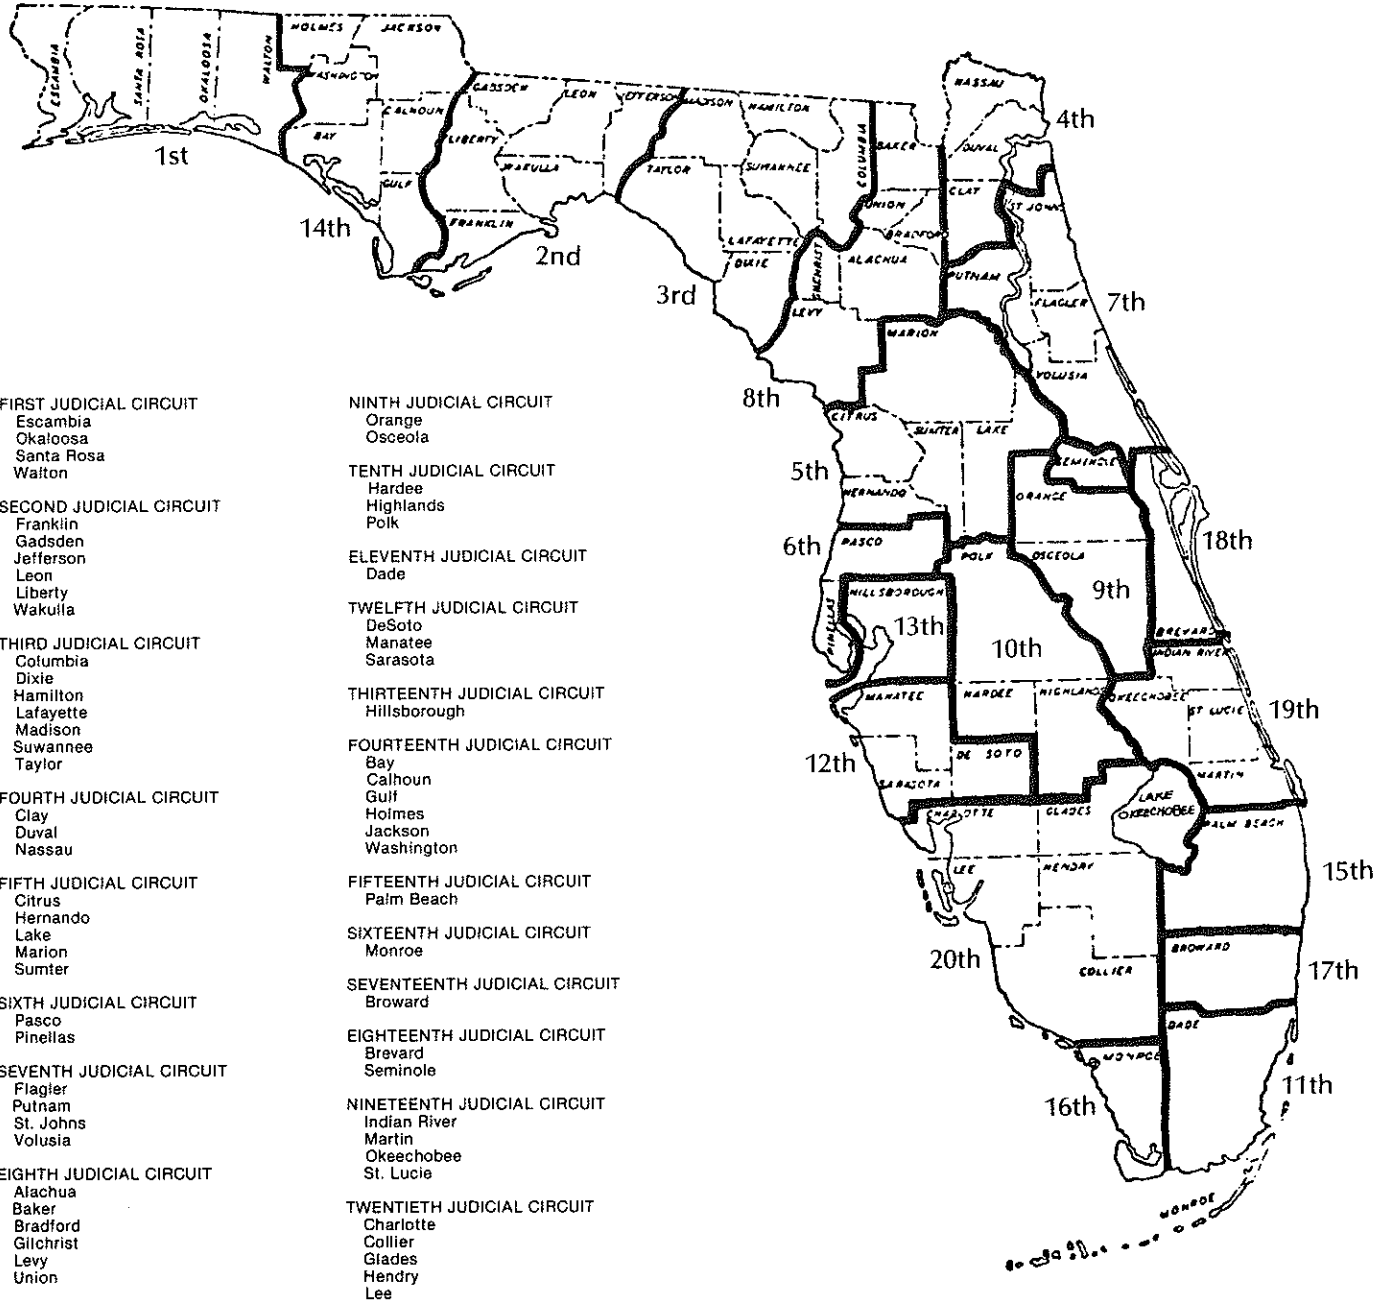 HOLMES
JACKSON
ESCAMBIA
SANTA ROSA
OKALOOSA
WALTON
WASHINGTON
BAY
CALHOUN
GULF
GADSDEN
LEON
JEFFERSON
LIBERTY
WAKULLA
FRANKLIN
MADISON
HAMILTON
TAYLOR
SUWANNEE
LAFAYETTE
DIXIE
COLUMBIA
BAKER
NASSAU
DUVAL
CLAY
ST JOHNS
UNION
BRADFORD
ALACHUA
GILCHRIST
LEVY
PUTNAM
FLAGLER
MARION
VOLUSIA
CITRUS
SUMTER
LAKE
HERNANDO
SEMINOLE
ORANGE
PASCO
POLK
OSCEOLA
PINELLAS
HILLSBOROUGH
BREVARD
INDIAN RIVER
MANATEE
HARDEE
HIGHLANDS
OKEECHOBEE
ST LUCIE
DE SOTO
SARASOTA
MARTIN
CHARLOTTE
GLADES
LAKE
OKEECHOBEE
PALM BEACH
LEE
HENDRY
COLLIER
BROWARD
DADE
MONROE
MONROE
1st
14th
2nd
3rd
4th
7th
8th
5th
6th
18th
9th
13th
10th
19th
12th
15th
20th
17th
16th
11th
FIRST JUDICIAL CIRCUIT
Escambia
Okaloosa
Santa Rosa
Walton
SECOND JUDICIAL CIRCUIT
Franklin
Gadsden
Jefferson
Leon
Liberty
Wakulla
THIRD JUDICIAL CIRCUIT
Columbia
Dixie
Hamilton
Lafayette
Madison
Suwannee
Taylor
FOURTH JUDICIAL CIRCUIT
Clay
Duval
Nassau
FIFTH JUDICIAL CIRCUIT
Citrus
Hernando
Lake
Marion
Sumter
SIXTH JUDICIAL CIRCUIT
Pasco
Pinellas
SEVENTH JUDICIAL CIRCUIT
Flagler
Putnam
St. Johns
Volusia
EIGHTH JUDICIAL CIRCUIT
Alachua
Baker
Bradford
Gilchrist
Levy
Union
NINTH JUDICIAL CIRCUIT
Orange
Osceola
TENTH JUDICIAL CIRCUIT
Hardee
Highlands
Polk
ELEVENTH JUDICIAL CIRCUIT
Dade
TWELFTH JUDICIAL CIRCUIT
DeSoto
Manatee
Sarasota
THIRTEENTH JUDICIAL CIRCUIT
Hillsborough
FOURTEENTH JUDICIAL CIRCUIT
Bay
Calhoun
Gulf
Holmes
Jackson
Washington
FIFTEENTH JUDICIAL CIRCUIT
Palm Beach
SIXTEENTH JUDICIAL CIRCUIT
Monroe
SEVENTEENTH JUDICIAL CIRCUIT
Broward
EIGHTEENTH JUDICIAL CIRCUIT
Brevard
Seminole
NINETEENTH JUDICIAL CIRCUIT
Indian River
Martin
Okeechobee
St. Lucie
TWENTIETH JUDICIAL CIRCUIT
Charlotte
Collier
Glades
Hendry
Lee